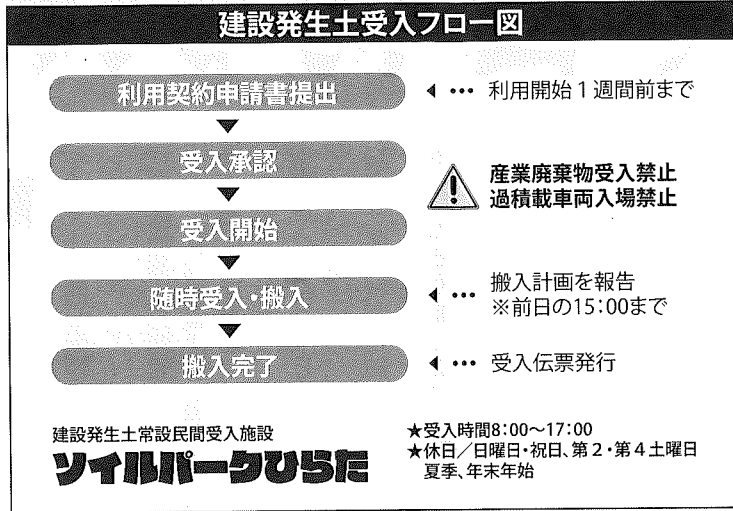 建設発生土受入フロー図
利用契約申請書提出
◀ ••• 利用開始1週間前まで
▼
受入承認
▼
産業廃棄物受入禁止
過積載車両入場禁止
受入開始
▼
随時受入・搬入
◀ ••• 搬入計画を報告
※前日の15:00まで
▼
搬入完了
◀ ••• 受入伝票発行
建設発生土常設民間受入施設
ソイルパークひらた
★受入時間8:00〜17:00
★休日/日曜日・祝日、第2・第4土曜日
夏季、年末年始